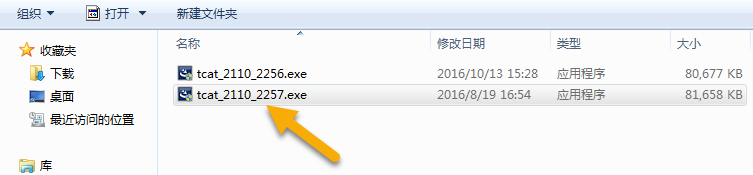 组织 打开 新建文件夹
收藏夹 名称 修改日期 类型 大小
下载 tcat_2110_2256.exe 2016/10/13 15:28 应用程序 80,677 KB
桌面 tcat_2110_2257.exe 2016/8/19 16:54 应用程序 81,658 KB
最近访问的位置
库